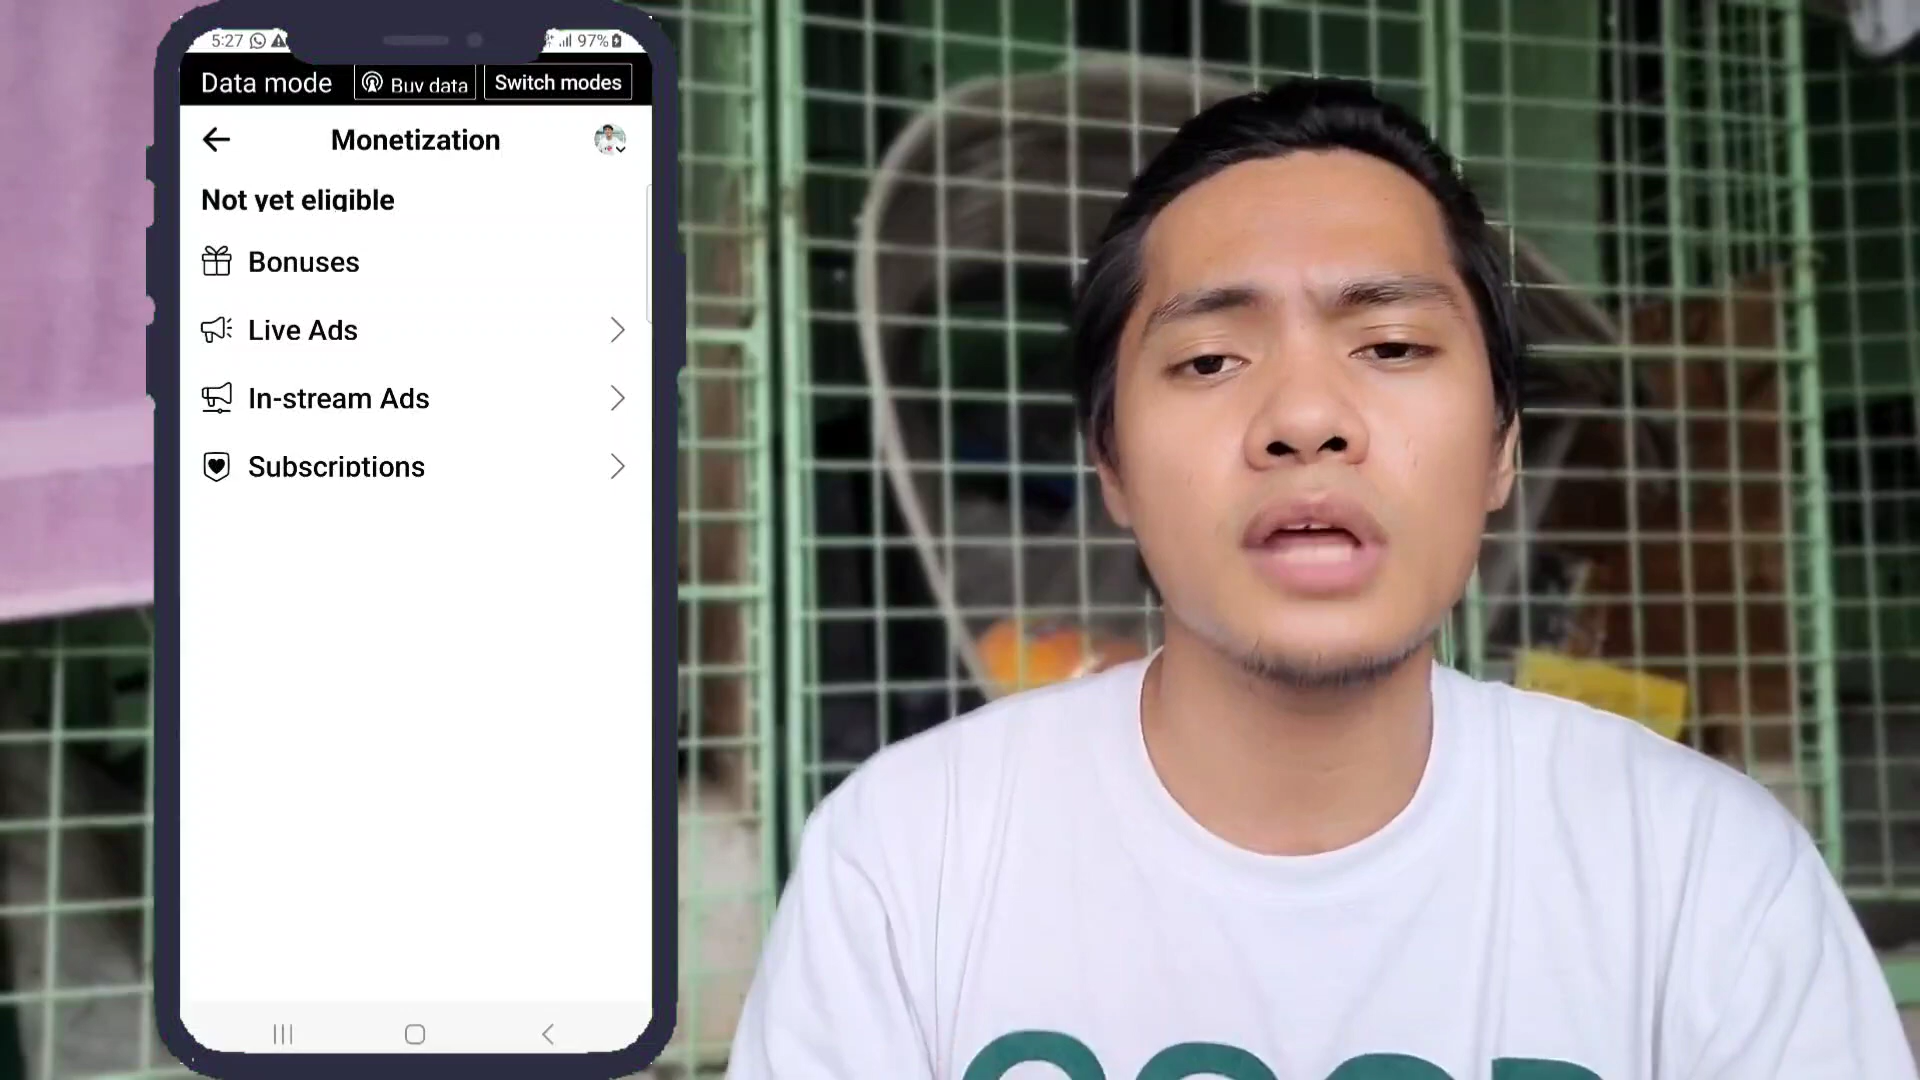 5:27 97%
Data mode Buy data Switch modes
Monetization
Not yet eligible
Bonuses
Live Ads
In-stream Ads
Subscriptions